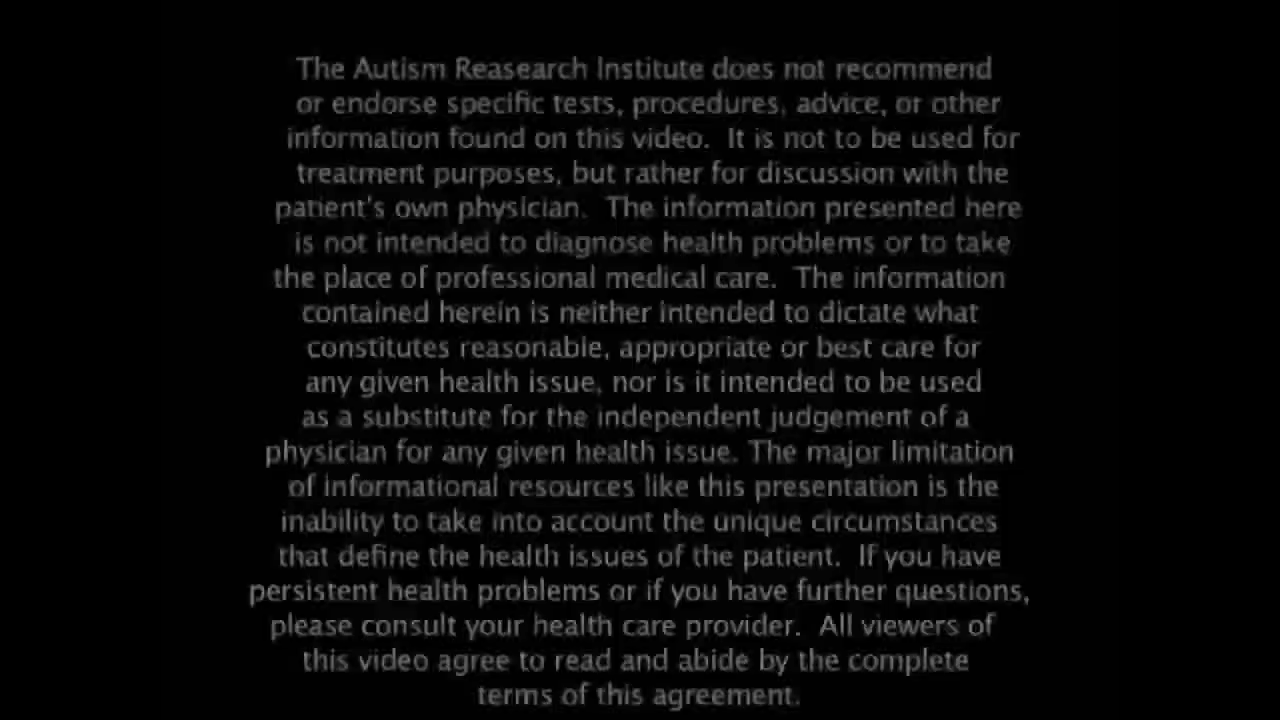 The Autism Reasearch Institute does not recommend
or endorse specific tests, procedures, advice, or other
information found on this video.  It is not to be used for
treatment purposes, but rather for discussion with the
patient's own physician.  The information presented here
is not intended to diagnose health problems or to take
the place of professional medical care.  The information
contained herein is neither intended to dictate what
constitutes reasonable, appropriate or best care for
any given health issue, nor is it intended to be used
as a substitute for the independent judgement of a
physician for any given health issue. The major limitation
of informational resources like this presentation is the
inability to take into account the unique circumstances
that define the health issues of the patient.  If you have
persistent health problems or if you have further questions,
please consult your health care provider.  All viewers of
this video agree to read and abide by the complete
terms of this agreement.